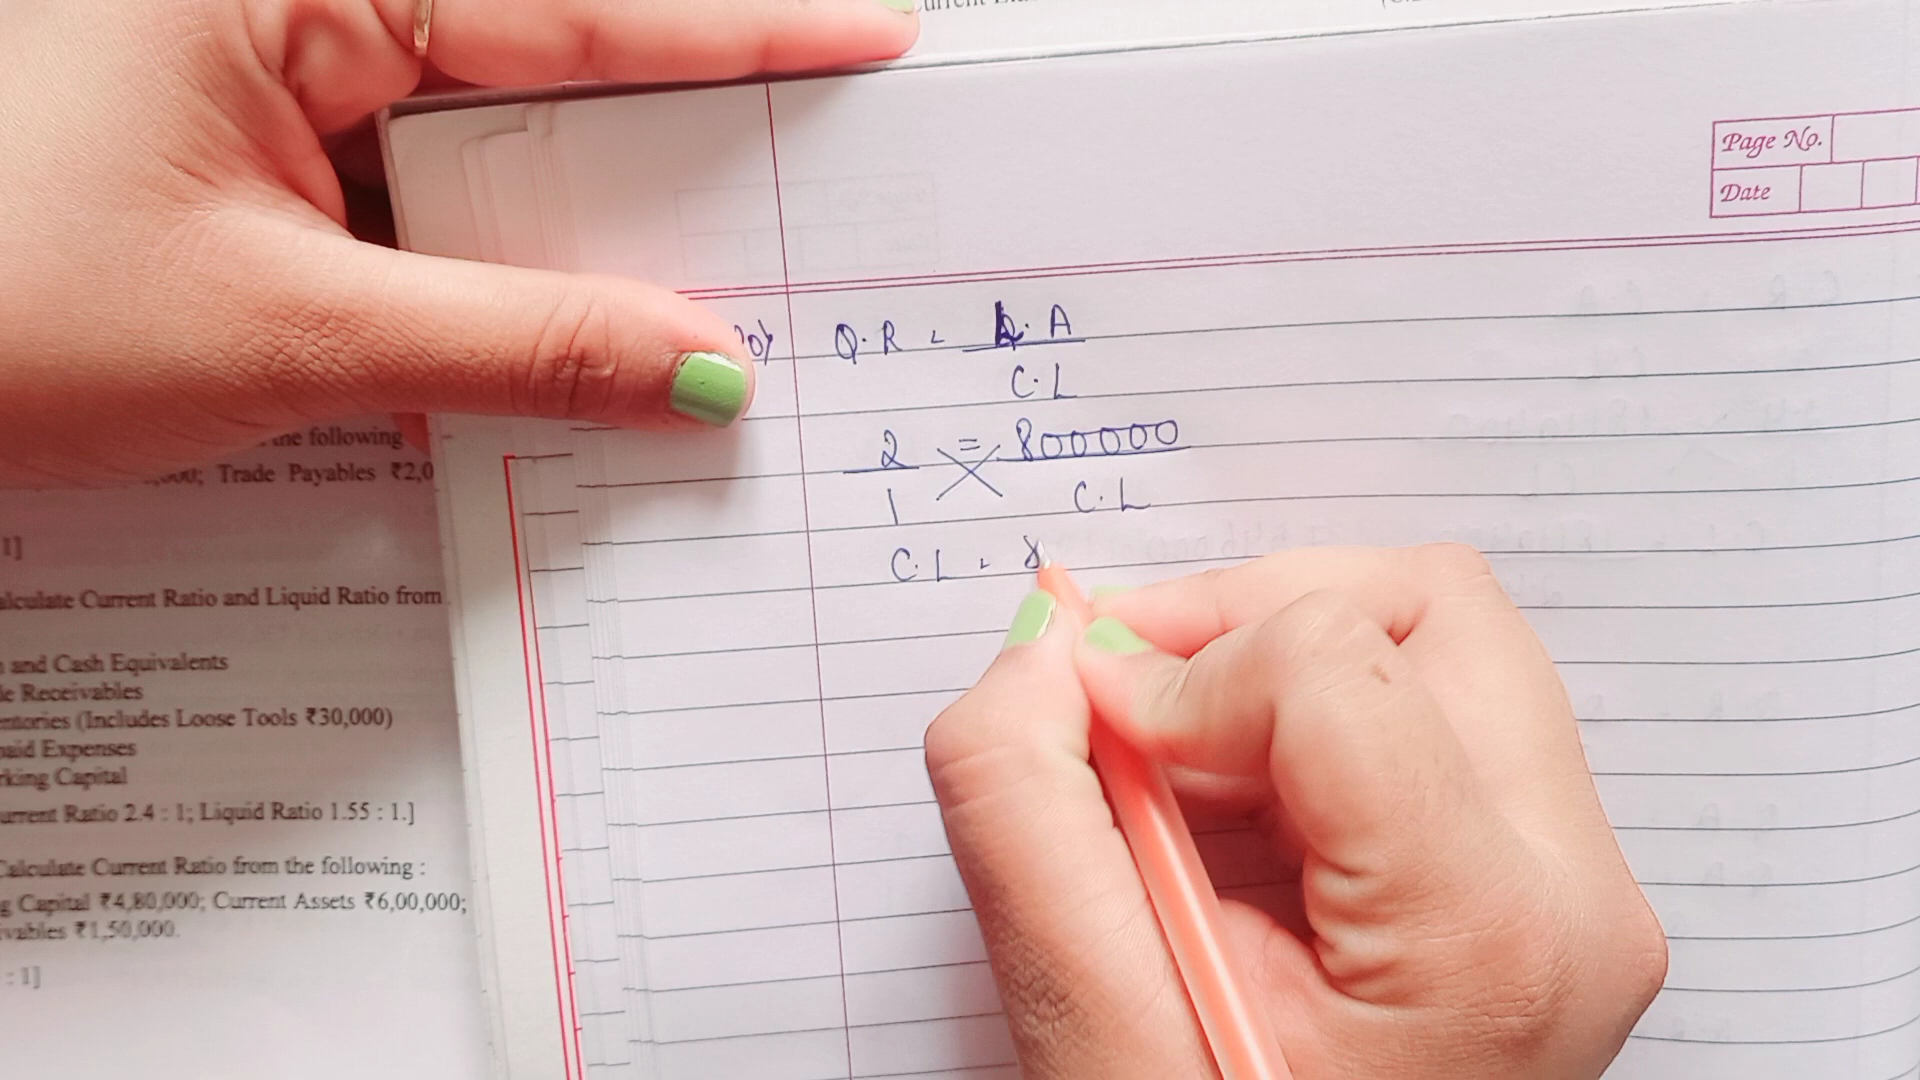 Page No.
Date
Q.R = Q.A
C.L
2 = 800000
1 C.L
C.L = 8
the following
Trade Payables ₹2,0
1]
alculate Current Ratio and Liquid Ratio from
and Cash Equivalents
le Receivables
entories (Includes Loose Tools ₹30,000)
paid Expenses
rking Capital
urrent Ratio 2.4 : 1; Liquid Ratio 1.55 : 1.]
Calculate Current Ratio from the following :
g Capital ₹4,80,000; Current Assets ₹6,00,000;
ivables ₹1,50,000.
: 1]